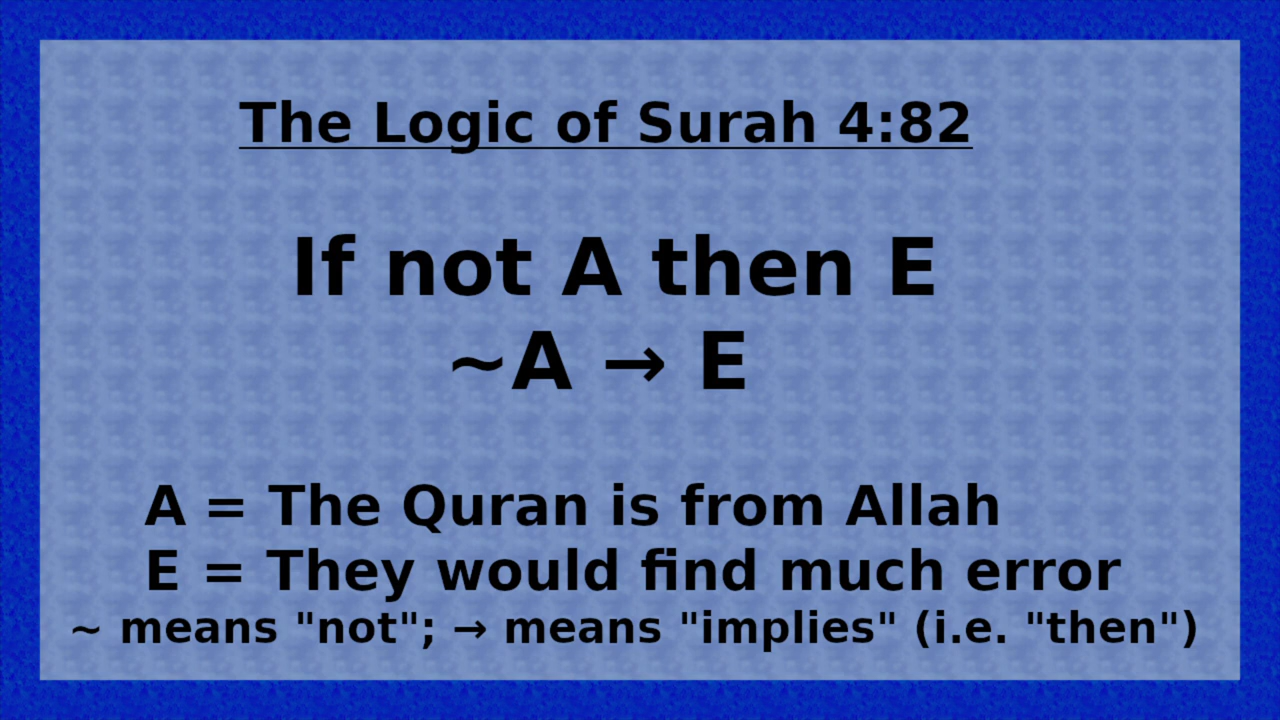 The Logic of Surah 4:82
If not A then E
~A → E
A = The Quran is from Allah
E = They would find much error
~ means "not"; → means "implies" (i.e. "then")